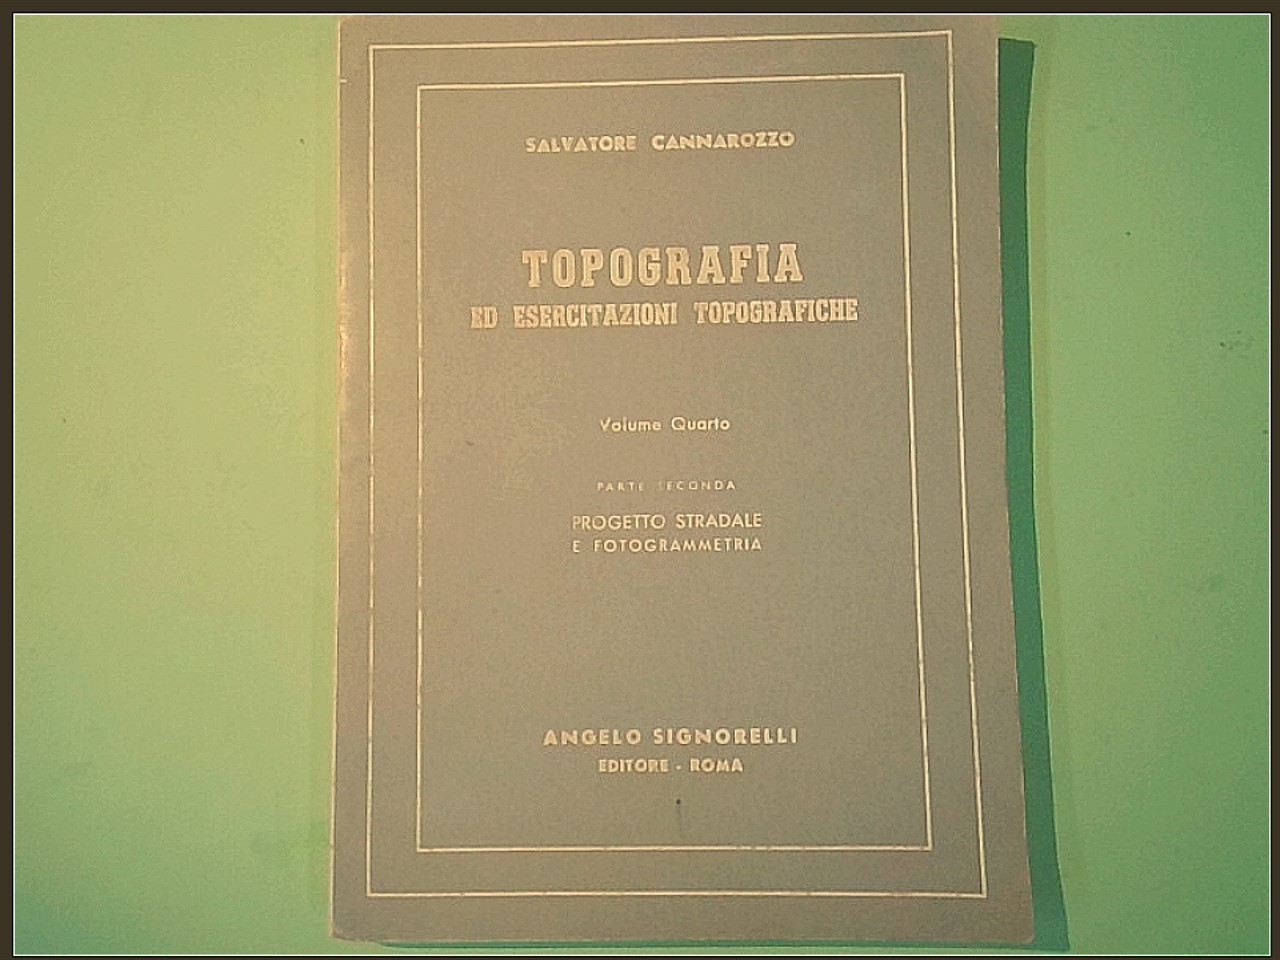 SALVATORE CANNAROZZO
TOPOGRAFIA
ED ESERCITAZIONI TOPOGRAFICHE
Volume Quarto
PARTE SECONDA
PROGETTO STRADALE
E FOTOGRAMMETRIA
ANGELO SIGNORELLI
EDITORE - ROMA